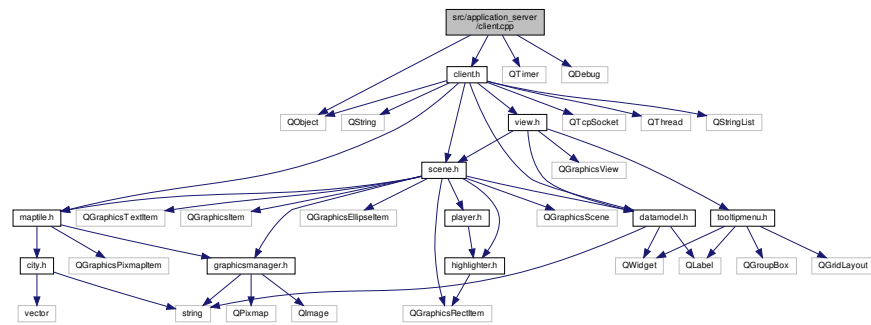 src/application_server
/client.cpp
client.h
QTimer
QDebug
QObject
QString
view.h
QTcpSocket
QThread
QStringList
scene.h
QGraphicsView
maptile.h
QGraphicsTextItem
QGraphicsItem
QGraphicsEllipseItem
player.h
QGraphicsScene
datamodel.h
tooltipmenu.h
city.h
QGraphicsPixmapItem
graphicsmanager.h
highlighter.h
QWidget
QLabel
QGroupBox
QGridLayout
vector
string
QPixmap
QImage
QGraphicsRectItem